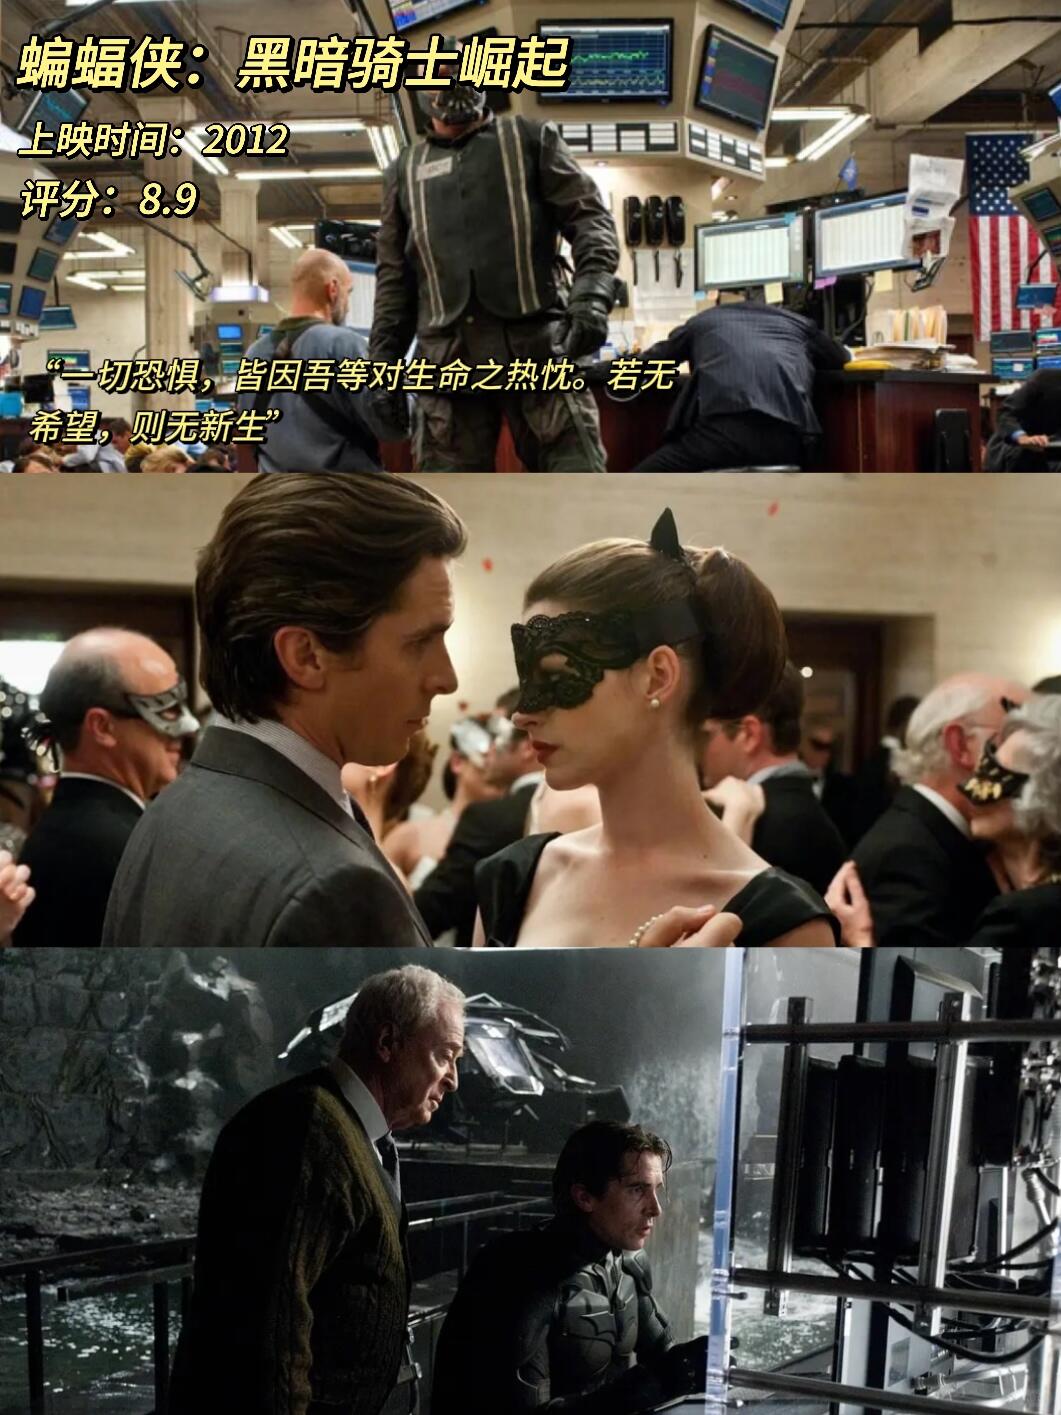 蝙蝠侠：黑暗骑士崛起
上映时间：2012
评分：8.9
“一切恐惧，皆因吾等对生命之热忱。若无
希望，则无新生”